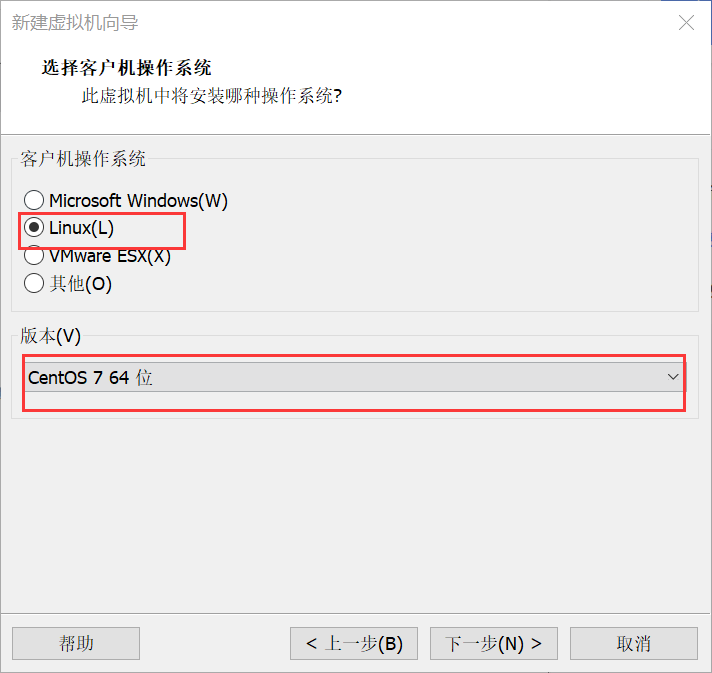 新建虚拟机向导
选择客户机操作系统
此虚拟机中将安装哪种操作系统?
客户机操作系统
Microsoft Windows(W)
Linux(L)
VMware ESX(X)
其他(O)
版本(V)
CentOS 7 64 位
帮助
< 上一步(B)
下一步(N) >
取消